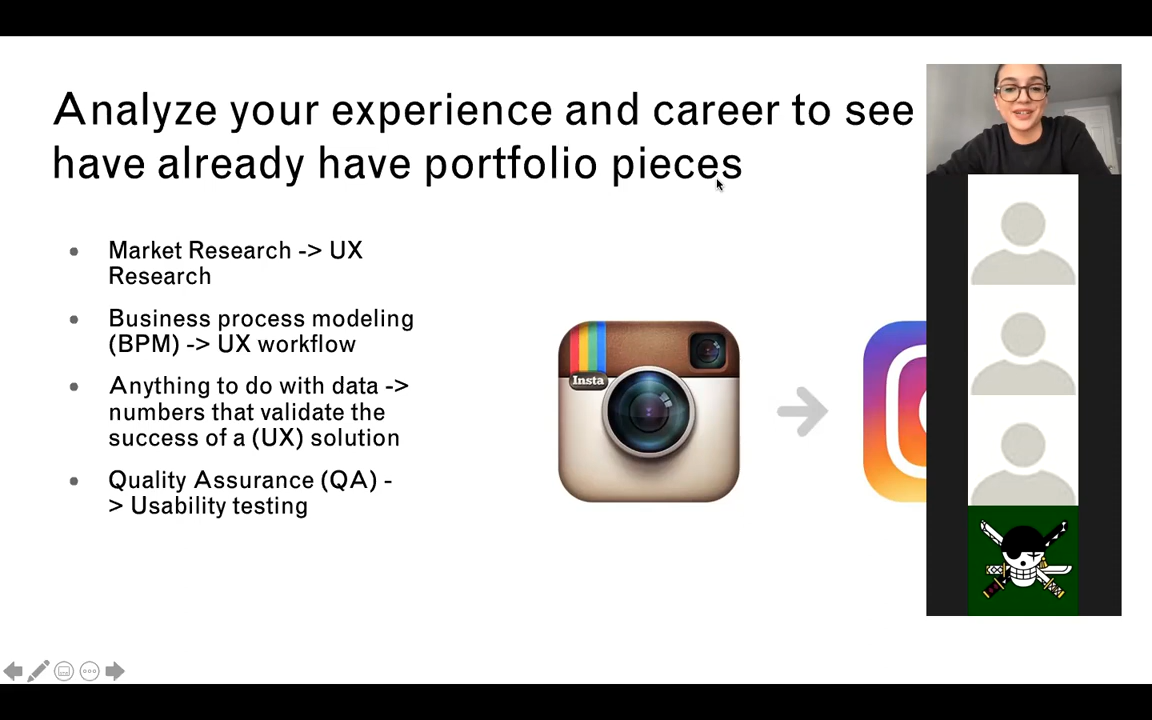 Analyze your experience and career to see
have already have portfolio pieces
Market Research -> UX
Research
Business process modeling
(BPM) -> UX workflow
Anything to do with data ->
numbers that validate the
success of a (UX) solution
Quality Assurance (QA) -
> Usability testing
Insta